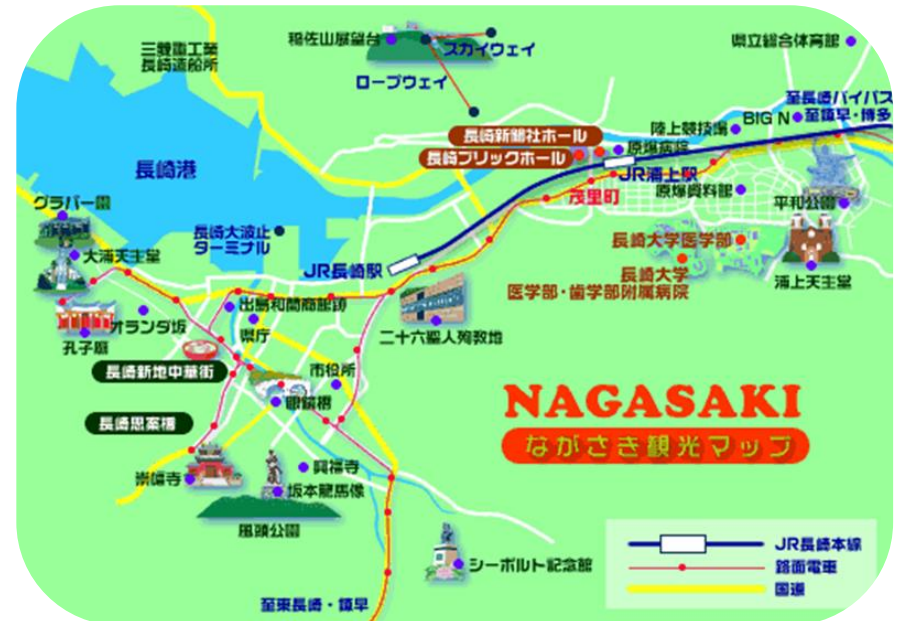 稲佐山展望台
スカイウェイ
ロープウェイ
三菱重工業
長崎造船所
県立総合体育館
至長崎バイパス
至諫早・博多
BIG N
陸上競技場
長崎新聞社ホール
長崎ブリックホール
原爆病院
JR浦上駅
茂里町
原爆資料館
平和公園
長崎港
グラバー園
大浦天主堂
長崎大波止
ターミナル
JR長崎駅
長崎大学医学部
長崎大学
医学部・歯学部附属病院
浦上天主堂
出島和蘭商館跡
県庁
オランダ坂
孔子廟
二十六聖人殉教地
長崎新地中華街
市役所
眼鏡橋
長崎思案橋
NAGASAKI
ながさき観光マップ
崇福寺
興福寺
坂本龍馬像
風頭公園
シーボルト記念館
至東長崎・諫早
JR長崎本線
路面電車
国道